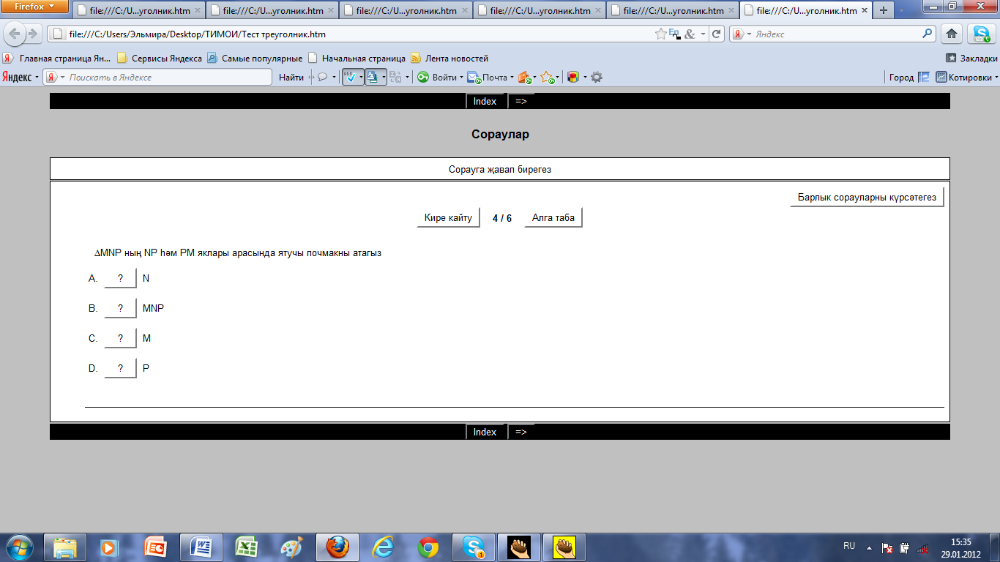 Firefox
file:///C:/U...уголник.htm
file:///C:/U...уголник.htm
file:///C:/U...уголник.htm
file:///C:/U...уголник.htm
file:///C:/U...уголник.htm
file:///C:/U...уголник.htm
file:///C:/Users/Эльмира/Desktop/ТИМОИ/Тест треуголник.htm
Яндекс
Главная страница Ян... Сервисы Яндекса Самые популярные Начальная страница Лента новостей Закладки
Яндекс Поискать в Яндексе Найти Войти Почта Город Котировки
Index =>
Сораулар
Сорауга җавап бирегез
Барлык сорауларны күрсәтегез
Кире кайту 4 / 6 Алга таба
∆MNP ның NP һәм PM яклары арасында ятучы почмакны атагыз
A. ? N
B. ? MNP
C. ? M
D. ? P
Index =>
RU 15:35
29.01.2012